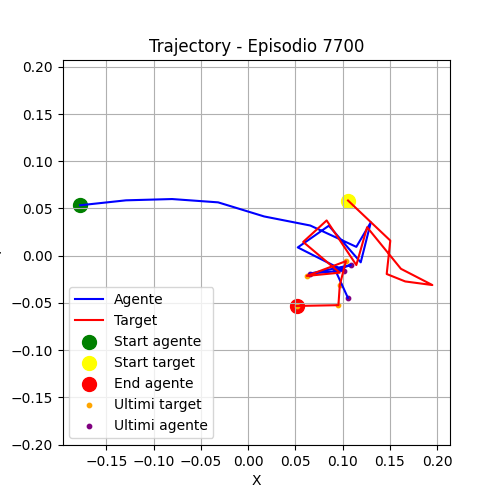 Trajectory - Episodio 7700
0.20
0.15
0.10
0.05
0.00
−0.05
−0.10
−0.15
−0.20
Agente
Target
Start agente
Start target
End agente
Ultimi target
Ultimi agente
−0.15 −0.10 −0.05 0.00 0.05 0.10 0.15 0.20
X